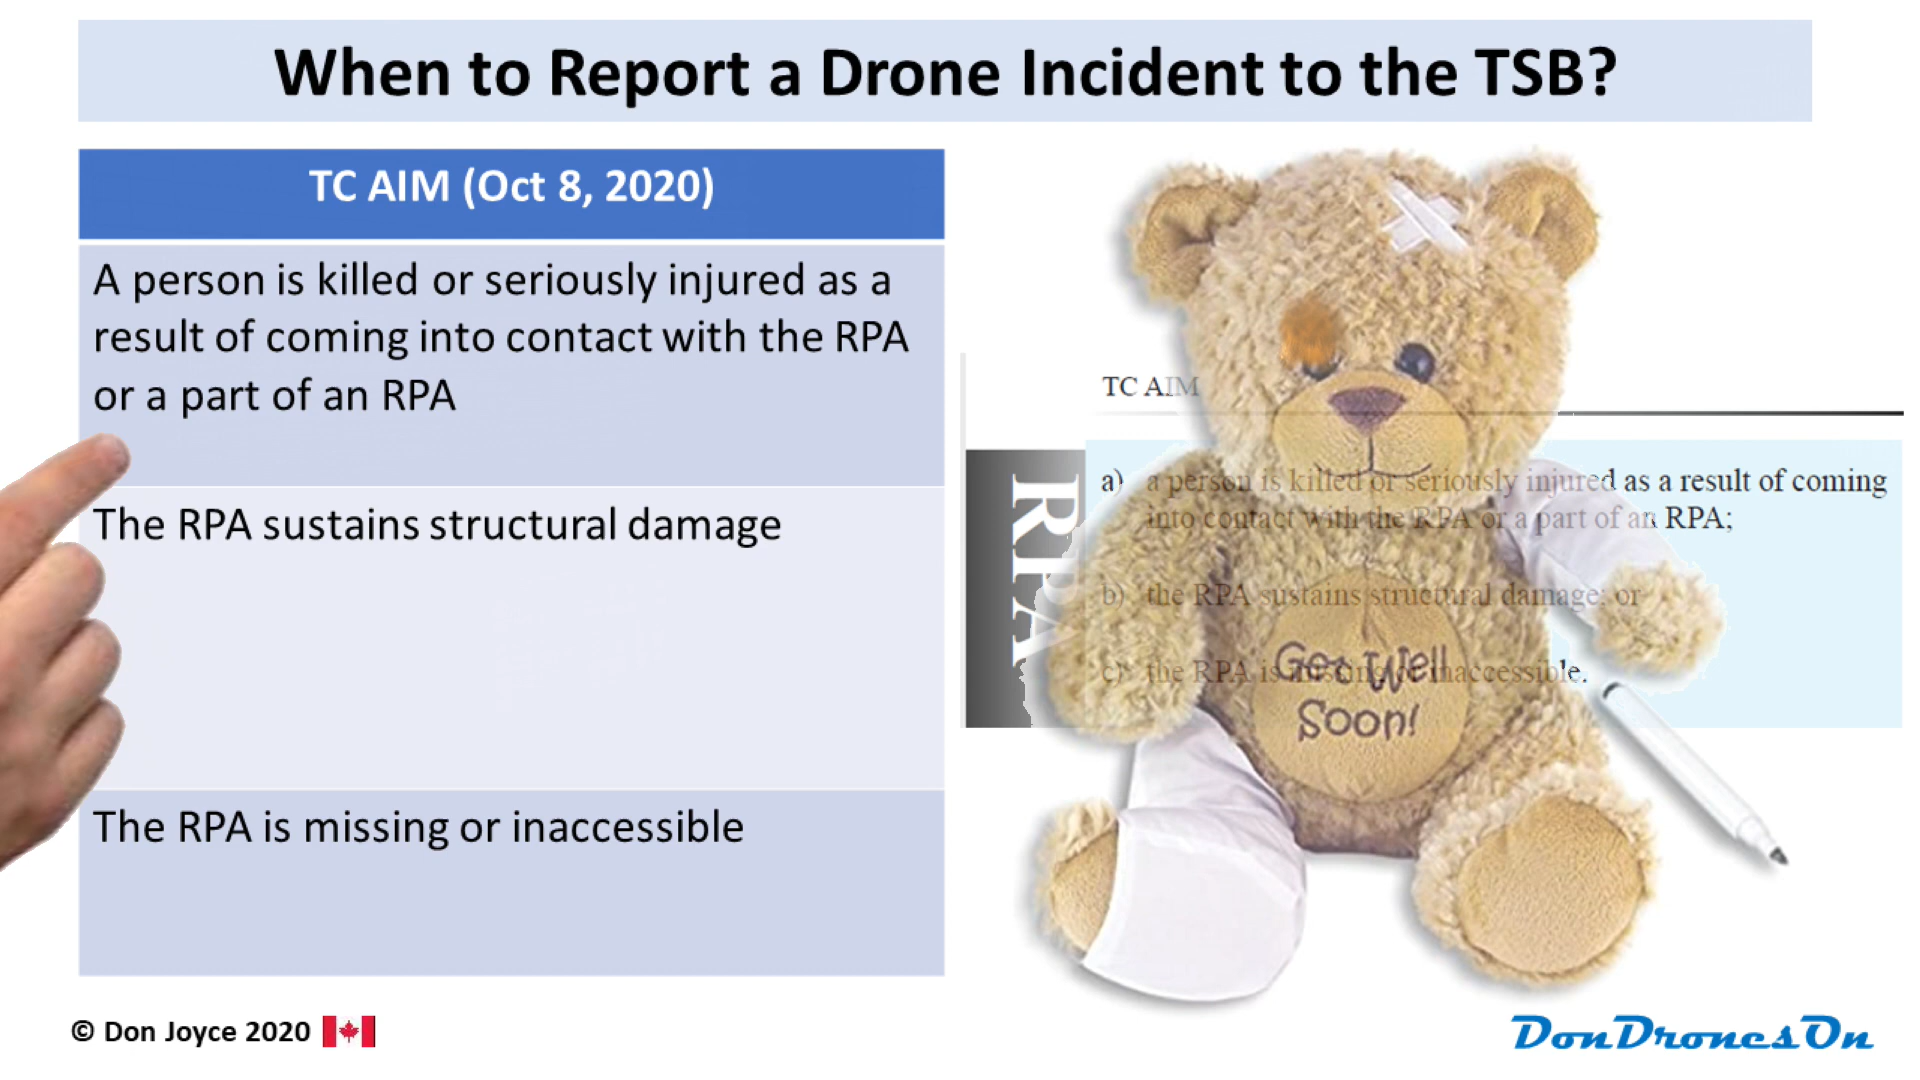 When to Report a Drone Incident to the TSB?
TC AIM (Oct 8, 2020)
A person is killed or seriously injured as a
result of coming into contact with the RPA
or a part of an RPA
The RPA sustains structural damage
The RPA is missing or inaccessible
TC AIM
RPA
a) a person is killed or seriously injured as a result of coming
into contact with the RPA or a part of an RPA;
b) the RPA sustains structural damage; or
c) the RPA is missing or inaccessible.
Get Well
Soon!
© Don Joyce 2020
DonDronesOn